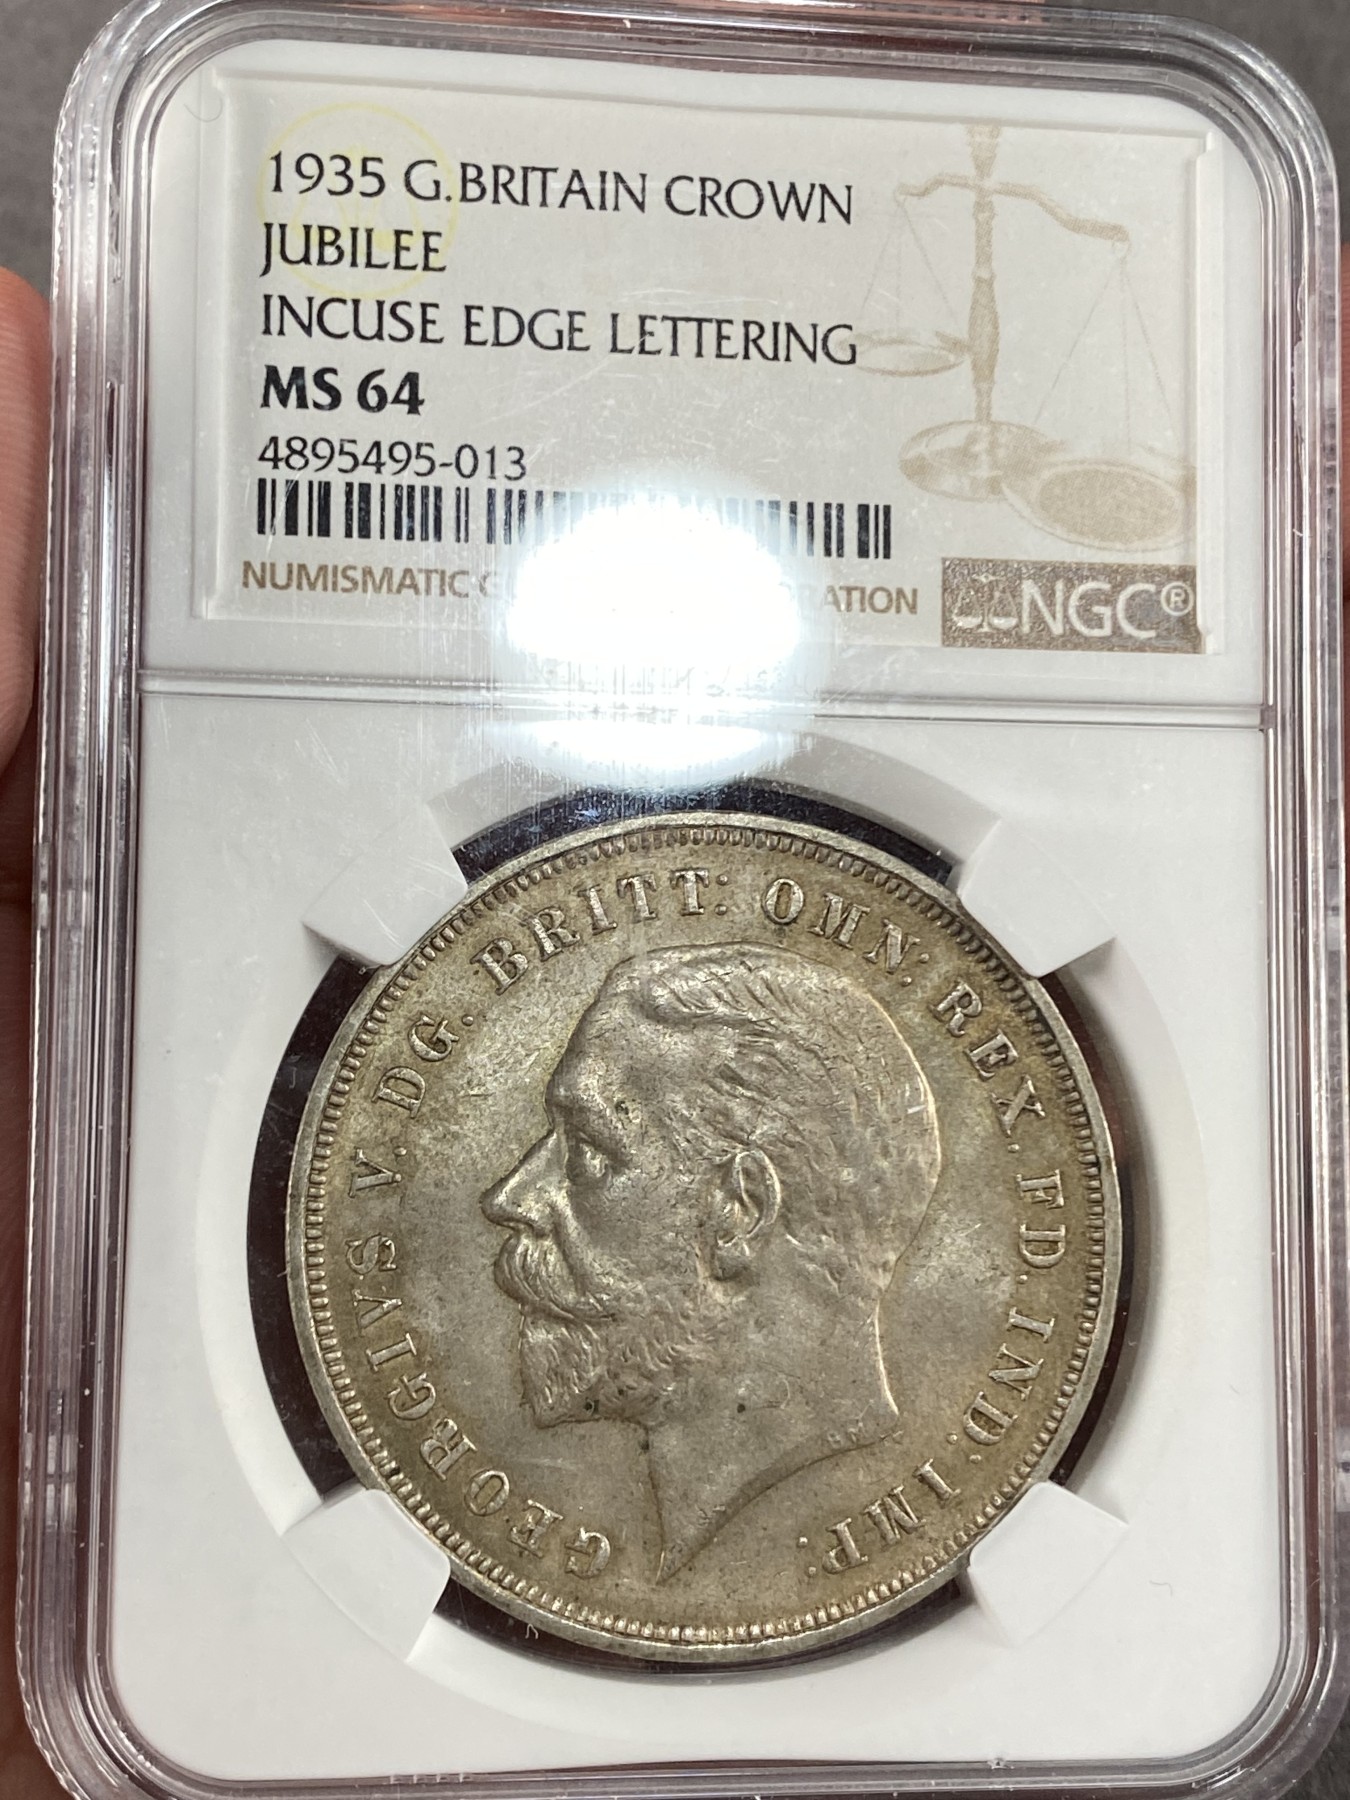 1935 G.BRITAIN CROWN
JUBILEE
INCUSE EDGE LETTERING
MS 64
4895495-013
NUMISMATIC
NGC®
GEORGIVS V. DG. BRITT: OMN: REX. FD. IND: IMP: